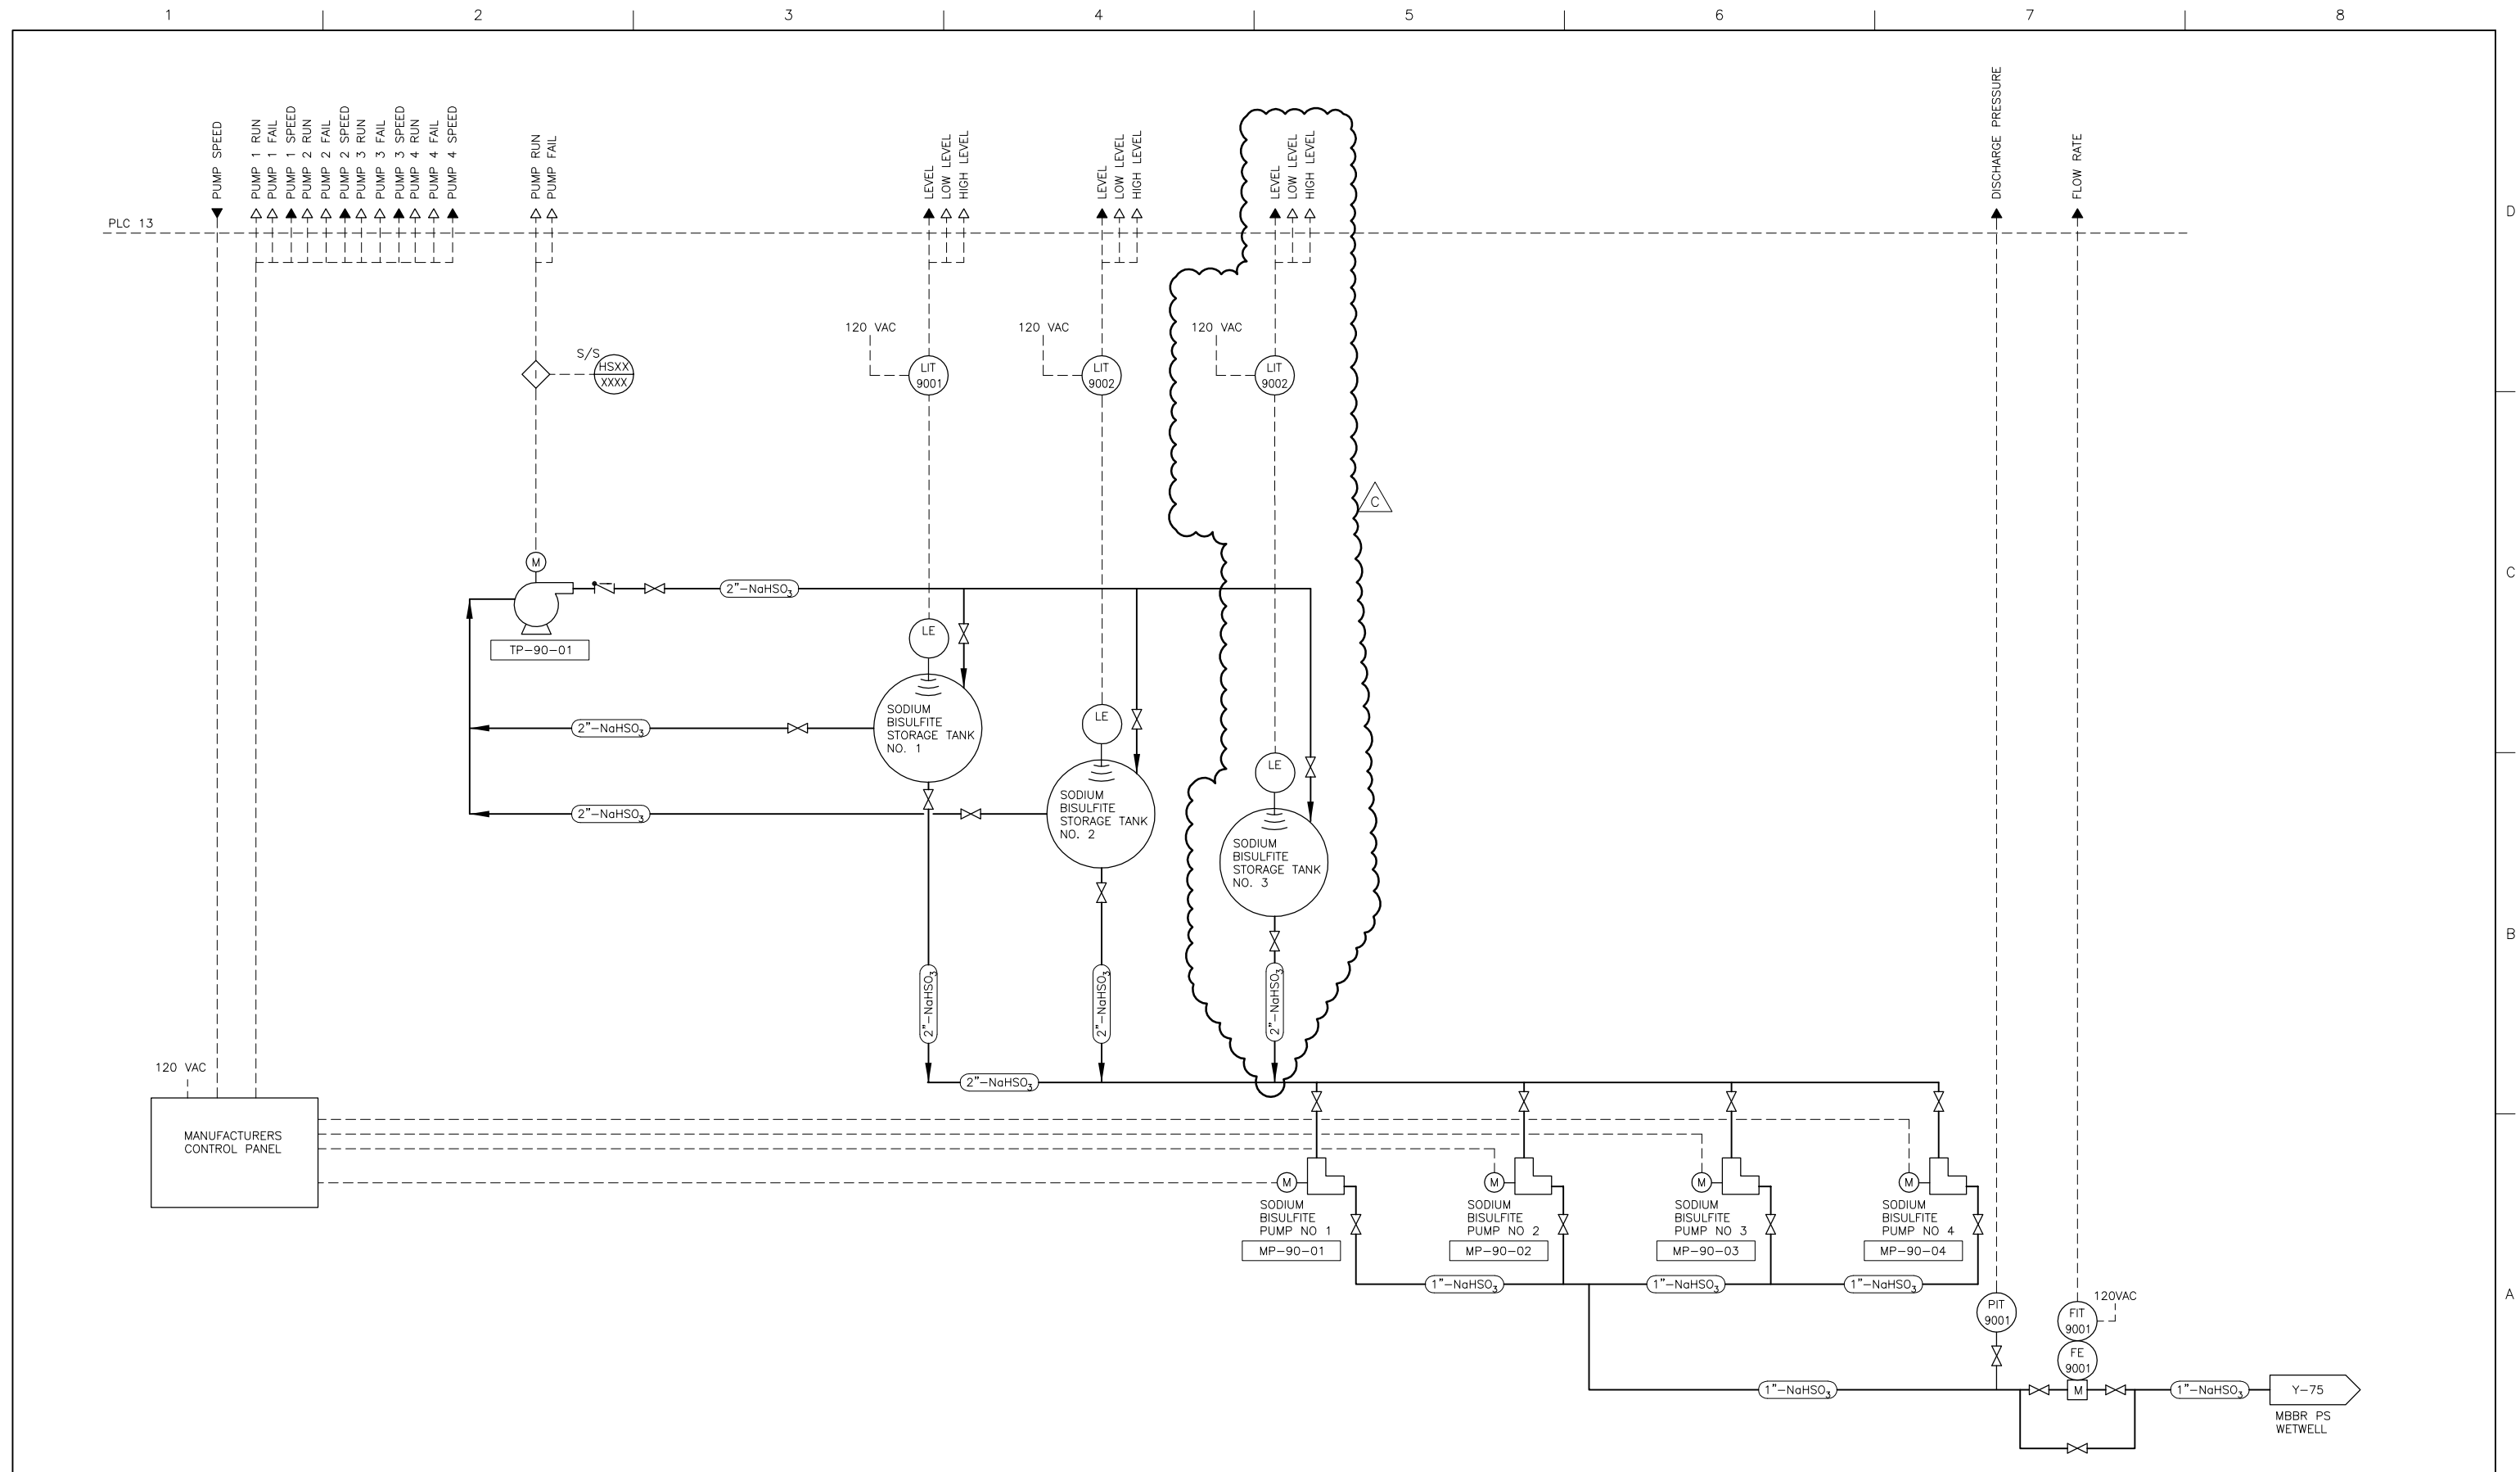 1
2
3
4
5
6
7
8
D
C
B
A
PUMP SPEED
PUMP 1 RUN
PUMP 1 FAIL
PUMP 1 SPEED
PUMP 2 RUN
PUMP 2 FAIL
PUMP 2 SPEED
PUMP 3 RUN
PUMP 3 FAIL
PUMP 3 SPEED
PUMP 4 RUN
PUMP 4 FAIL
PUMP 4 SPEED
PUMP RUN
PUMP FAIL
LEVEL
LOW LEVEL
HIGH LEVEL
LEVEL
LOW LEVEL
HIGH LEVEL
LEVEL
LOW LEVEL
HIGH LEVEL
DISCHARGE PRESSURE
FLOW RATE
PLC 13
I
S/S
HSXX
XXXX
120 VAC
LIT
9001
120 VAC
LIT
9002
120 VAC
LIT
9002
C
M
2"-NaHSO₃
TP-90-01
LE
LE
LE
SODIUM
BISULFITE
STORAGE TANK
NO. 1
2"-NaHSO₃
SODIUM
BISULFITE
STORAGE TANK
NO. 2
2"-NaHSO₃
SODIUM
BISULFITE
STORAGE TANK
NO. 3
2"-NaHSO₃
2"-NaHSO₃
2"-NaHSO₃
2"-NaHSO₃
120 VAC
MANUFACTURERS
CONTROL PANEL
M
SODIUM
BISULFITE
PUMP NO 1
MP-90-01
M
SODIUM
BISULFITE
PUMP NO 2
MP-90-02
M
SODIUM
BISULFITE
PUMP NO 3
MP-90-03
M
SODIUM
BISULFITE
PUMP NO 4
MP-90-04
1"-NaHSO₃
1"-NaHSO₃
1"-NaHSO₃
PIT
9001
FIT
9001
120VAC
FE
9001
M
1"-NaHSO₃
1"-NaHSO₃
Y-75
MBBR PS
WETWELL